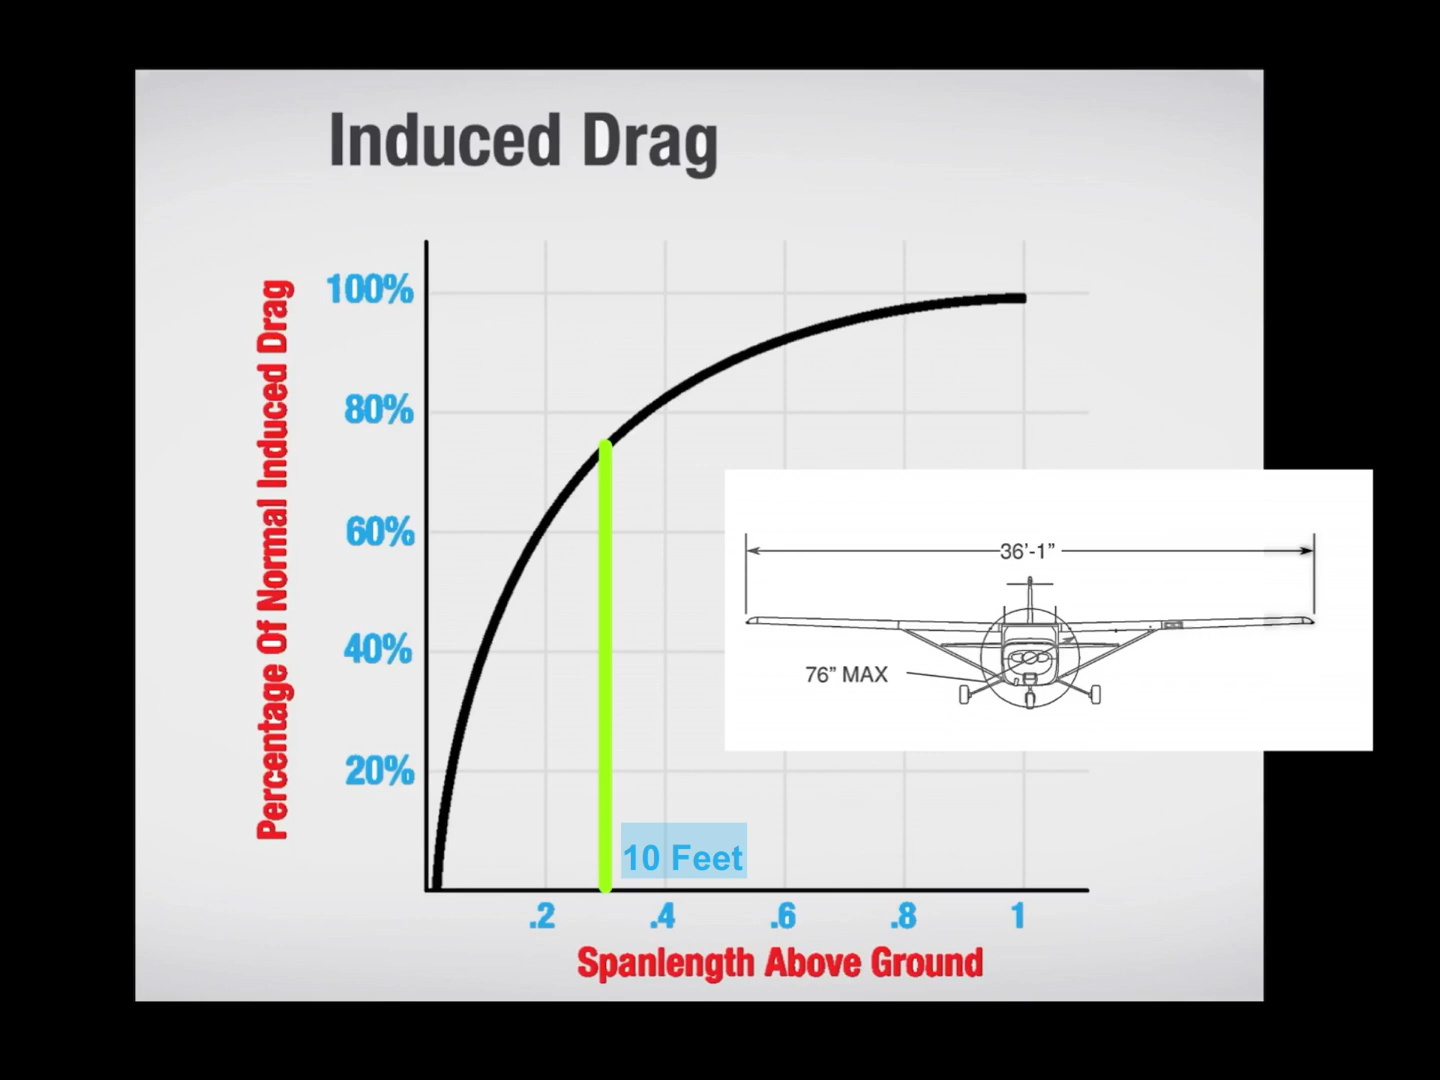 Induced Drag
Percentage Of Normal Induced Drag
100%
80%
60%
40%
20%
36'-1”
76” MAX
10 Feet
.2 .4 .6 .8 1
Spanlength Above Ground